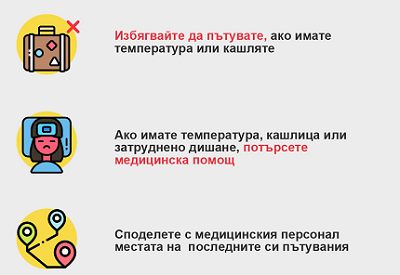 Избягвайте да пътувате, ако имате
температура или кашляте
Ако имате температура, кашлица или
затруднено дишане, потърсете
медицинска помощ
Споделете с медицинския персонал
местата на последните си пътувания